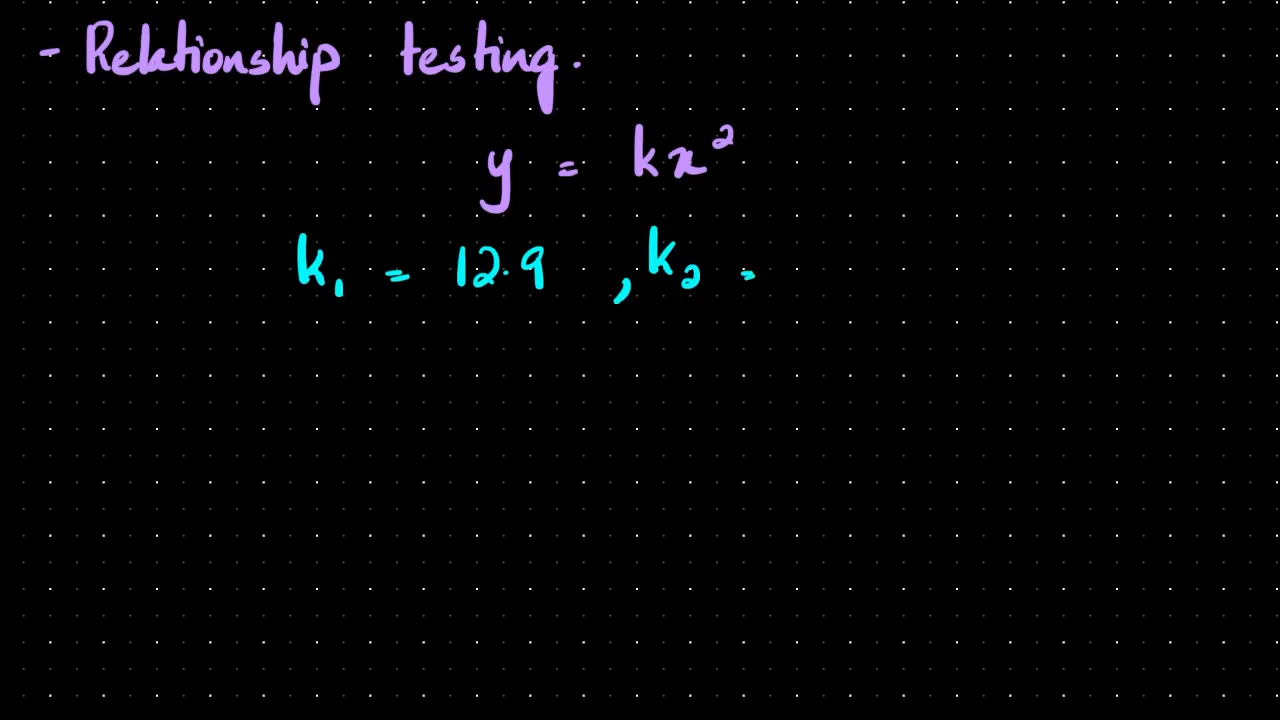 - Relationship testing.
y = kx²
k₁ = 12.9 , k₂ =